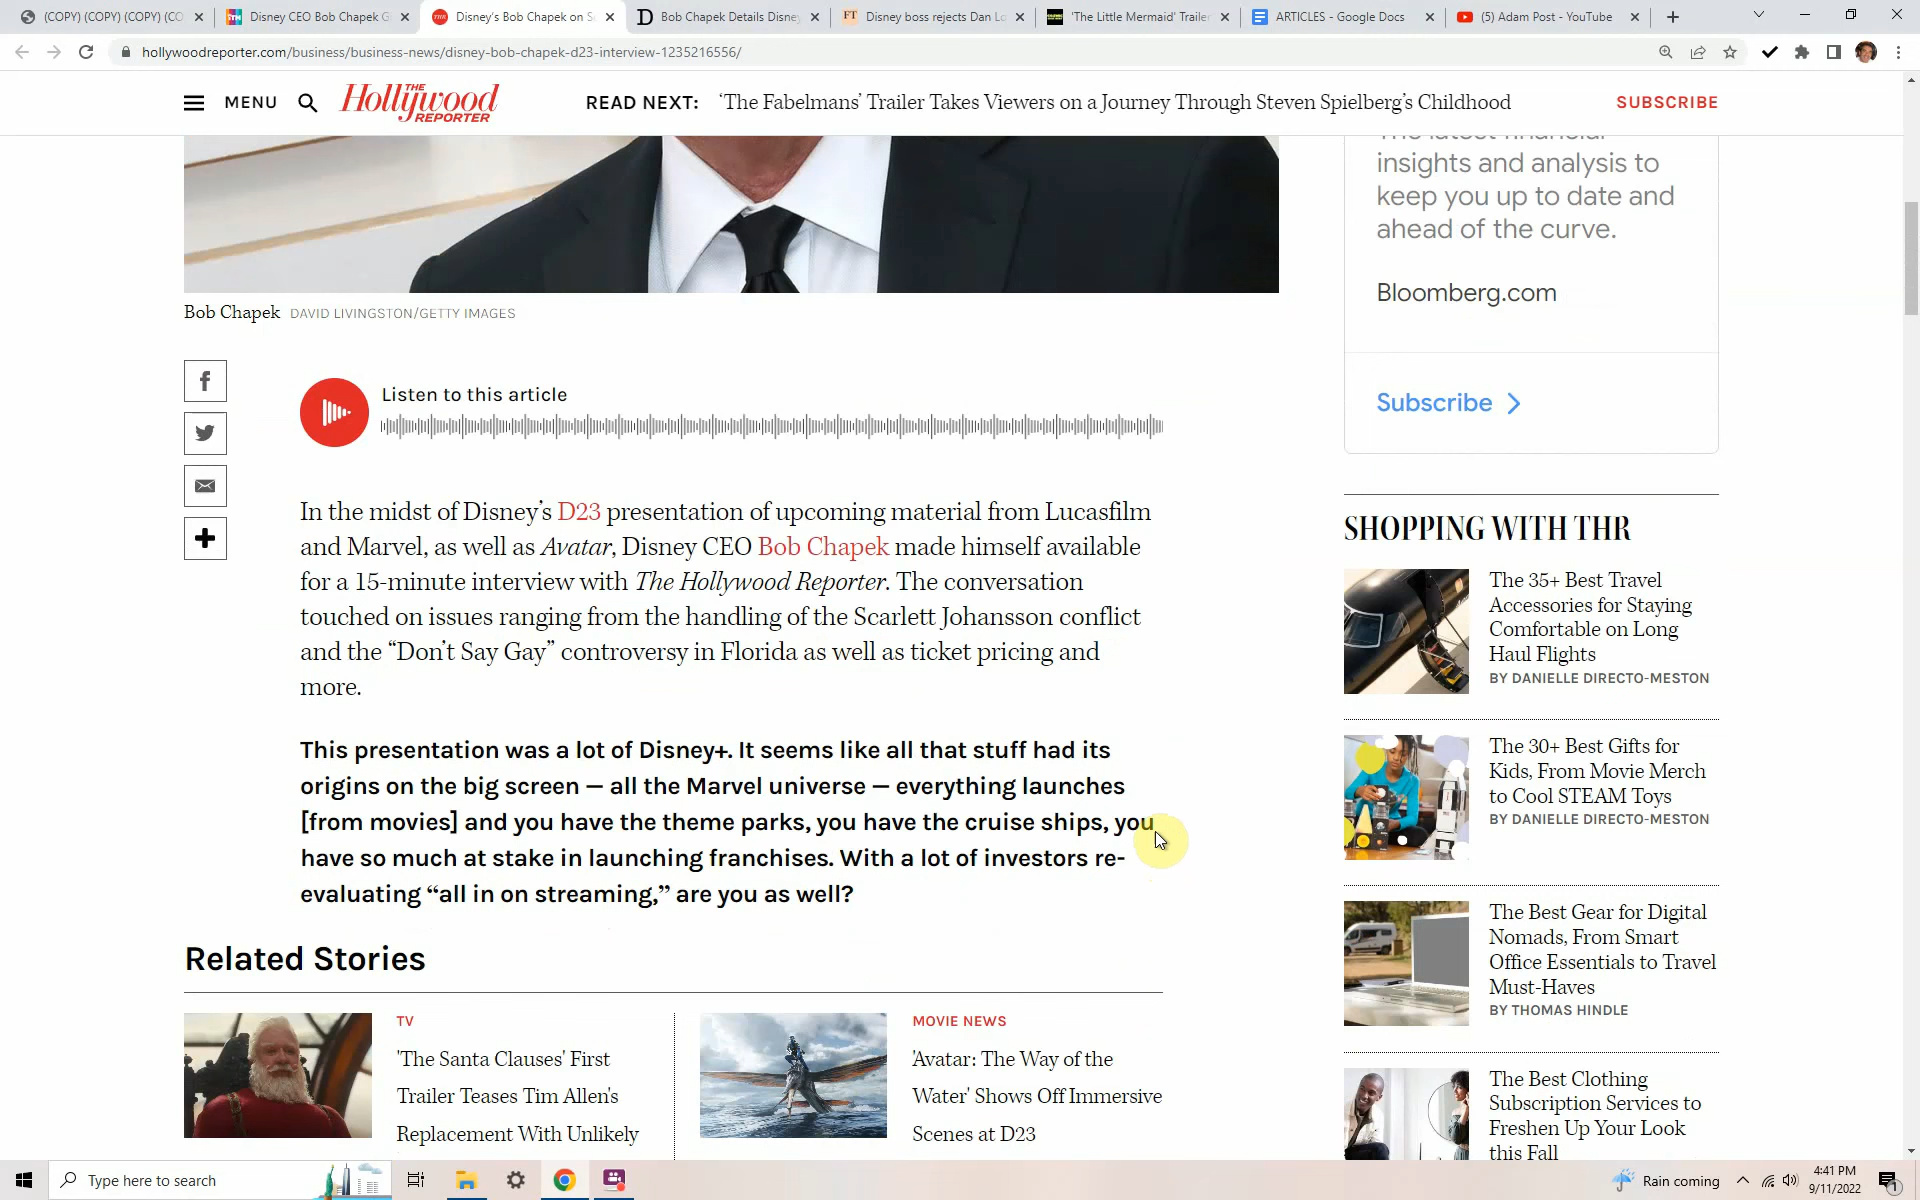 (COPY) (COPY) (COPY) (CO
Disney CEO Bob Chapek G
Disney's Bob Chapek on S
Bob Chapek Details Disney
Disney boss rejects Dan Lo
'The Little Mermaid' Trailer
ARTICLES - Google Docs
(5) Adam Post - YouTube
hollywoodreporter.com/business/business-news/disney-bob-chapek-d23-interview-1235216556/
MENU
THE
Hollywood
REPORTER
READ NEXT: ‘The Fabelmans’ Trailer Takes Viewers on a Journey Through Steven Spielberg’s Childhood
SUBSCRIBE
The latest financial
insights and analysis to
keep you up to date and
ahead of the curve.
Bloomberg.com
Subscribe
Bob Chapek DAVID LIVINGSTON/GETTY IMAGES
Listen to this article
In the midst of Disney’s D23 presentation of upcoming material from Lucasfilm
and Marvel, as well as Avatar, Disney CEO Bob Chapek made himself available
for a 15-minute interview with The Hollywood Reporter. The conversation
touched on issues ranging from the handling of the Scarlett Johansson conflict
and the “Don’t Say Gay” controversy in Florida as well as ticket pricing and
more.
This presentation was a lot of Disney+. It seems like all that stuff had its
origins on the big screen — all the Marvel universe — everything launches
[from movies] and you have the theme parks, you have the cruise ships, you
have so much at stake in launching franchises. With a lot of investors re-
evaluating “all in on streaming,” are you as well?
Related Stories
TV
'The Santa Clauses' First
Trailer Teases Tim Allen's
Replacement With Unlikely
MOVIE NEWS
'Avatar: The Way of the
Water' Shows Off Immersive
Scenes at D23
SHOPPING WITH THR
The 35+ Best Travel
Accessories for Staying
Comfortable on Long
Haul Flights
BY DANIELLE DIRECTO-MESTON
The 30+ Best Gifts for
Kids, From Movie Merch
to Cool STEAM Toys
BY DANIELLE DIRECTO-MESTON
The Best Gear for Digital
Nomads, From Smart
Office Essentials to Travel
Must-Haves
BY THOMAS HINDLE
The Best Clothing
Subscription Services to
Freshen Up Your Look
this Fall
Type here to search
Rain coming
4:41 PM
9/11/2022